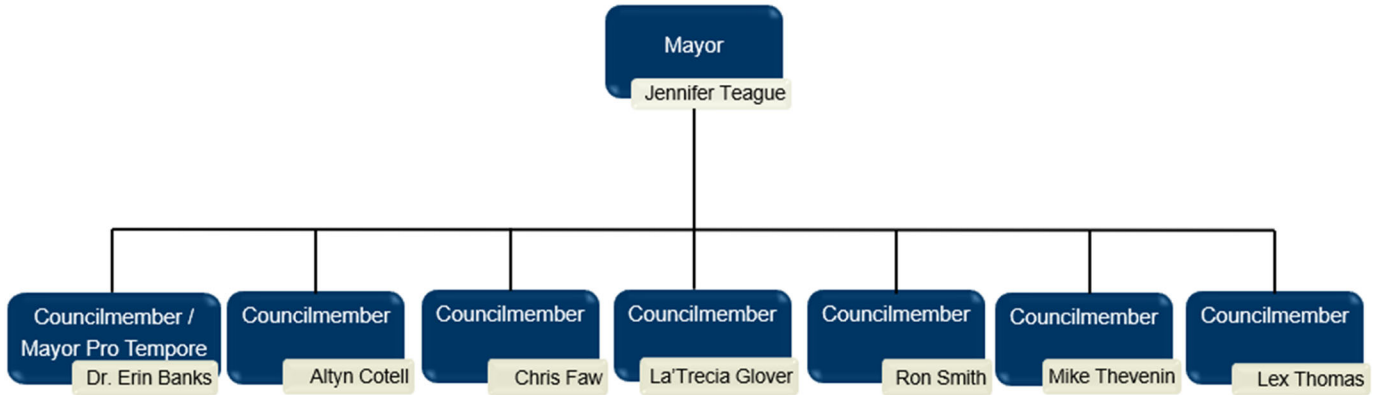 Mayor
Jennifer Teague
Councilmember /
Mayor Pro Tempore
Dr. Erin Banks
Councilmember
Altyn Cotell
Councilmember
Chris Faw
Councilmember
La'Trecia Glover
Councilmember
Ron Smith
Councilmember
Mike Thevenin
Councilmember
Lex Thomas